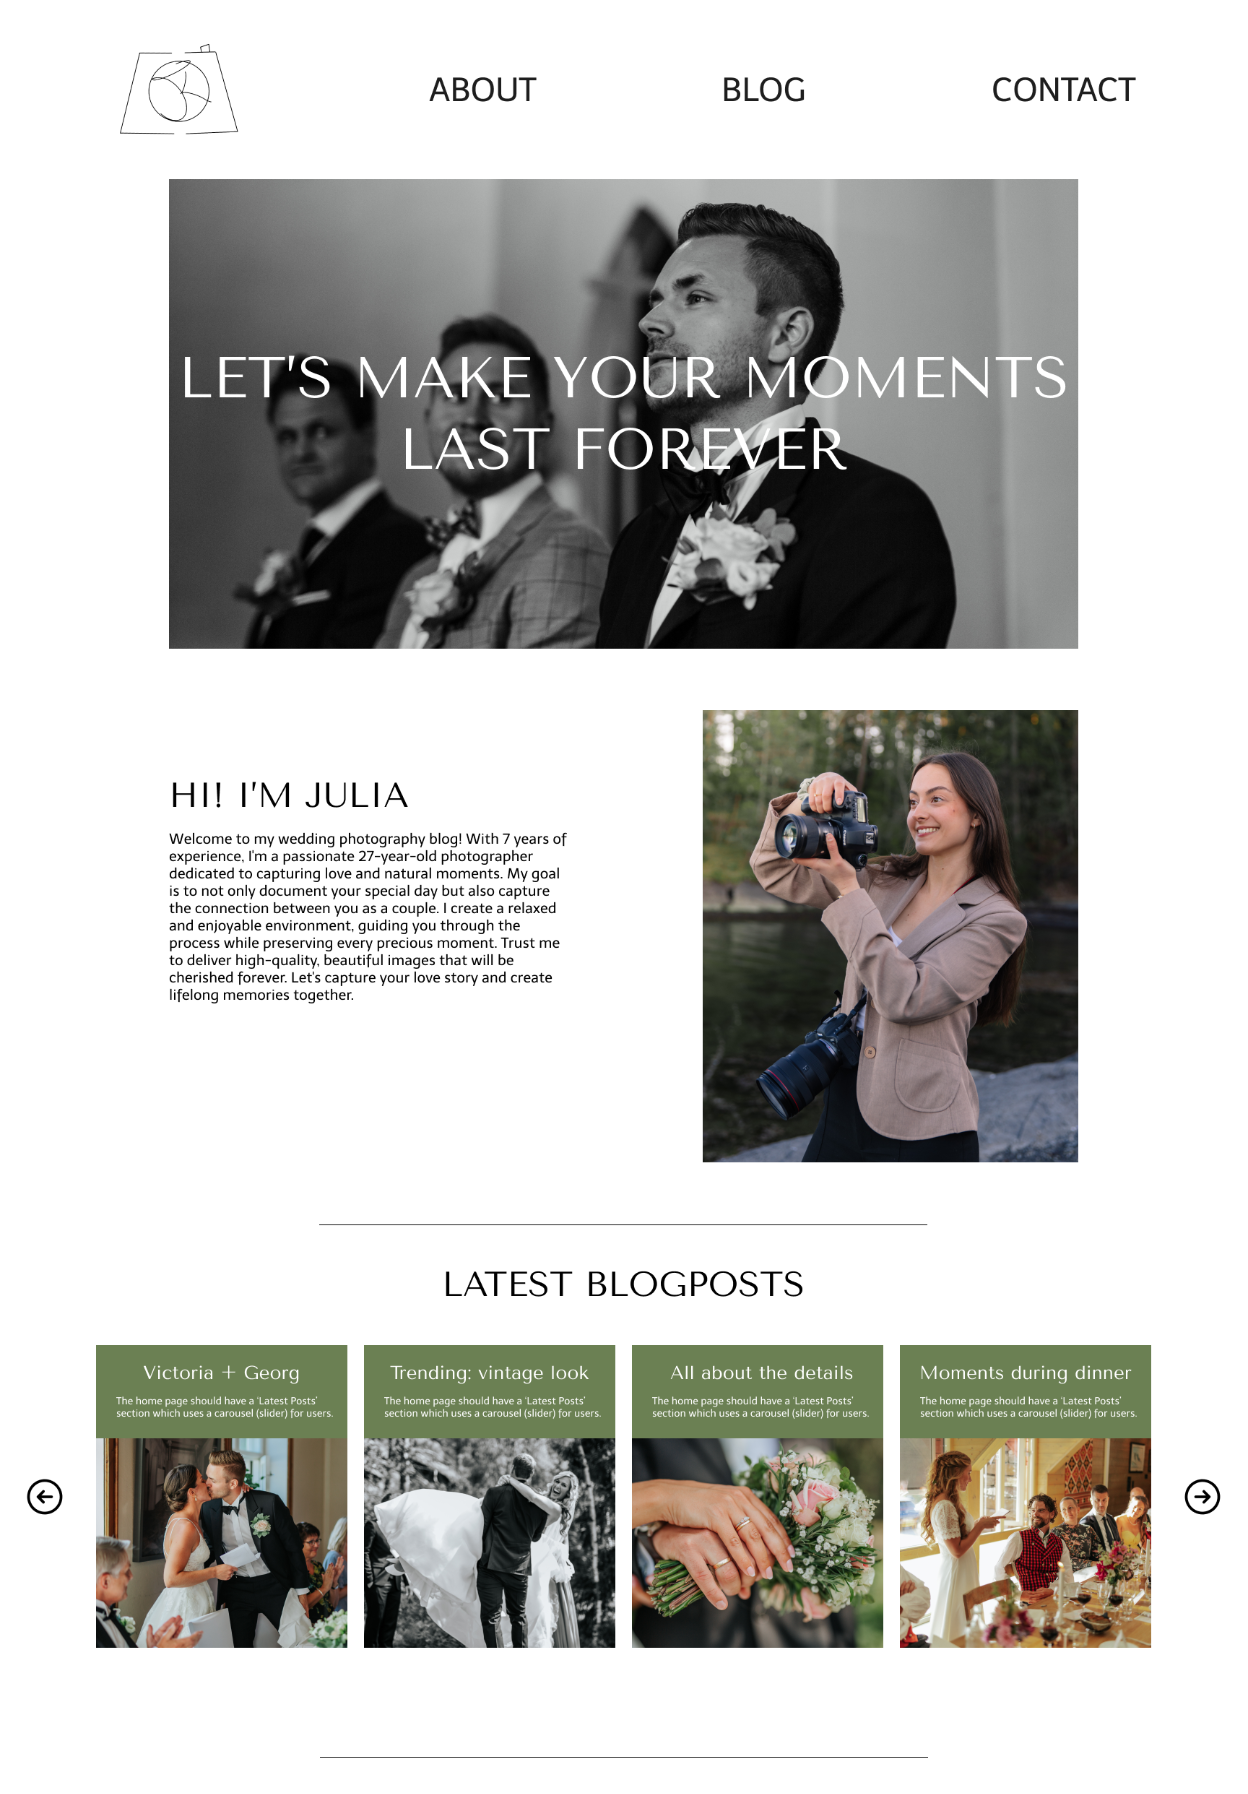 ABOUT BLOG CONTACT
LET'S MAKE YOUR MOMENTS
LAST FOREVER
HI! I'M JULIA
Welcome to my wedding photography blog! With 7 years of
experience, I'm a passionate 27-year-old photographer
dedicated to capturing love and natural moments. My goal
is to not only document your special day but also capture
the connection between you as a couple. I create a relaxed
and enjoyable environment, guiding you through the
process while preserving every precious moment. Trust me
to deliver high-quality, beautiful images that will be
cherished forever. Let's capture your love story and create
lifelong memories together.
LATEST BLOGPOSTS
Victoria + Georg
The home page should have a 'Latest Posts'
section which uses a carousel (slider) for users.
Trending: vintage look
The home page should have a 'Latest Posts'
section which uses a carousel (slider) for users.
All about the details
The home page should have a 'Latest Posts'
section which uses a carousel (slider) for users.
Moments during dinner
The home page should have a 'Latest Posts'
section which uses a carousel (slider) for users.